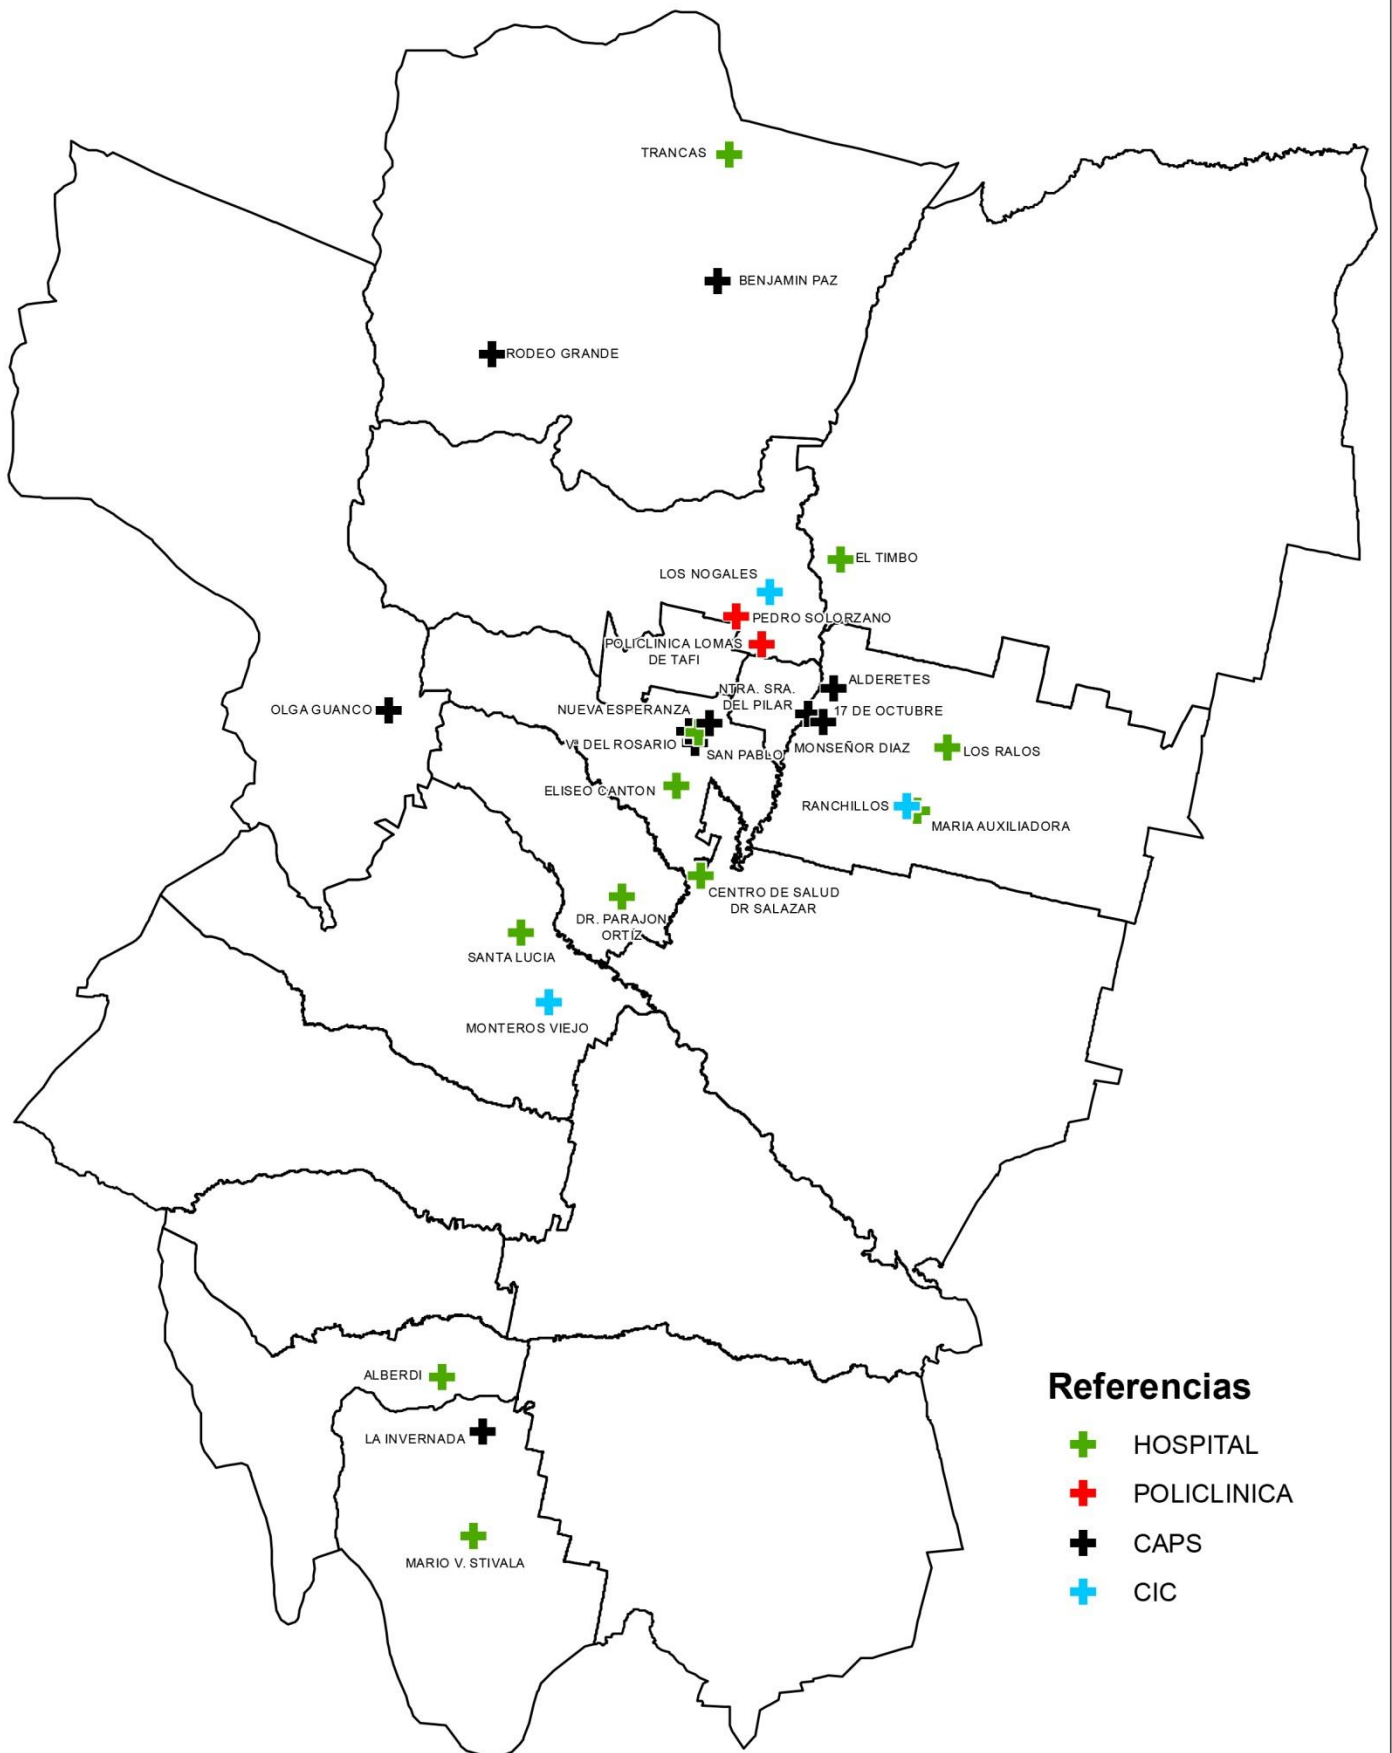 TRANCAS
BENJAMIN PAZ
RODEO GRANDE
EL TIMBO
LOS NOGALES
PEDRO SOLORZANO
POLICLINICA LOMAS
DE TAFI
ALDERETES
NTRA. SRA.
DEL PILAR
OLGA GUANCO
NUEVA ESPERANZA
17 DE OCTUBRE
Vª DEL ROSARIO
SAN PABLO
MONSEÑOR DIAZ
LOS RALOS
ELISEO CANTON
RANCHILLOS
MARIA AUXILIADORA
CENTRO DE SALUD
DR SALAZAR
DR. PARAJON
ORTÍZ
SANTA LUCIA
MONTEROS VIEJO
ALBERDI
LA INVERNADA
MARIO V. STIVALA
Referencias
HOSPITAL
POLICLINICA
CAPS
CIC